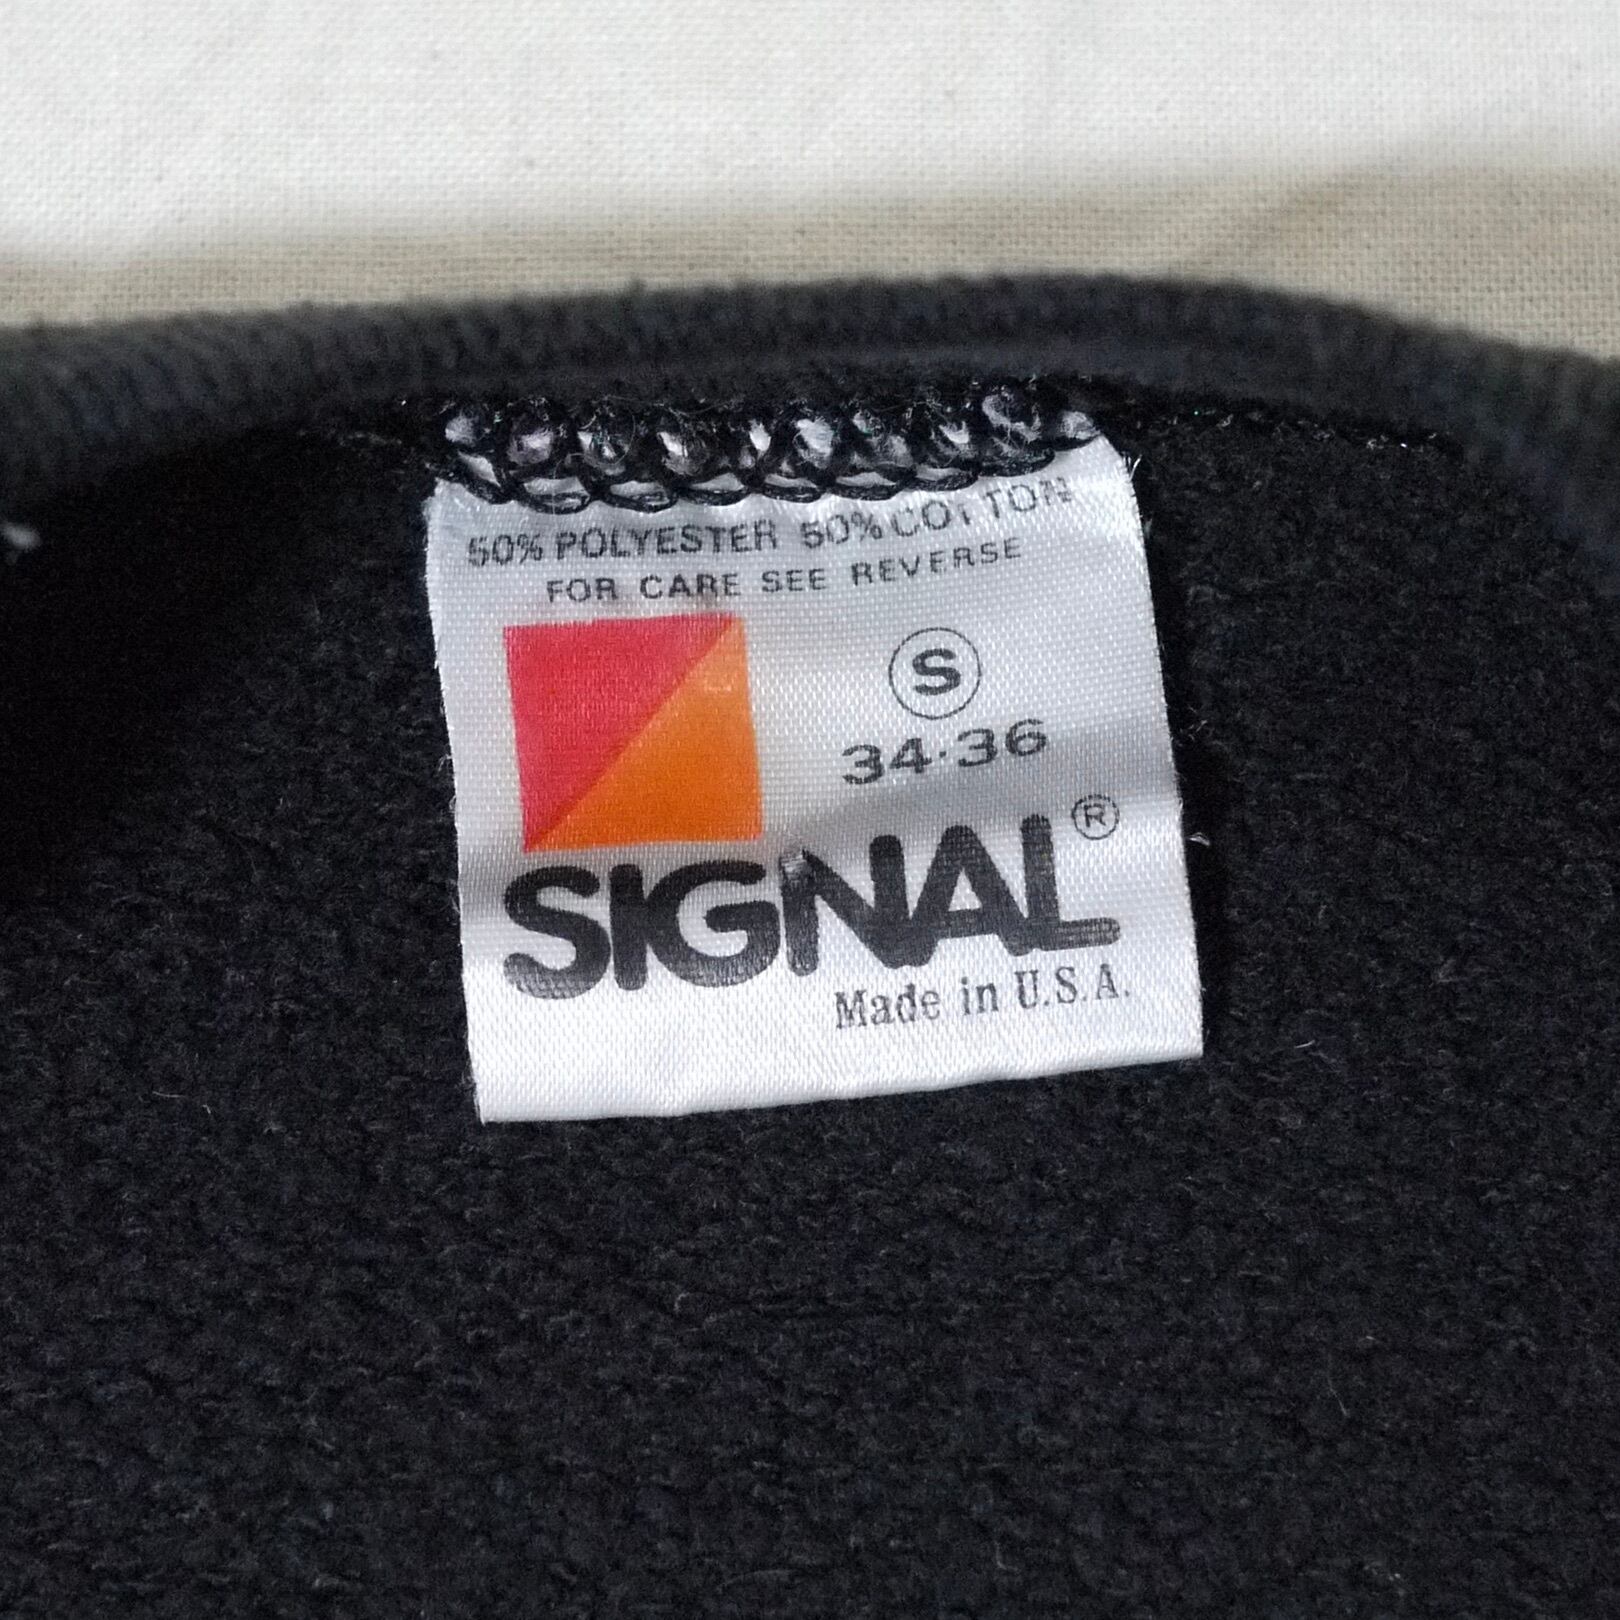 50% POLYESTER 50% COTTON
FOR CARE SEE REVERSE
S
34·36
SIGNAL®
Made in U.S.A.